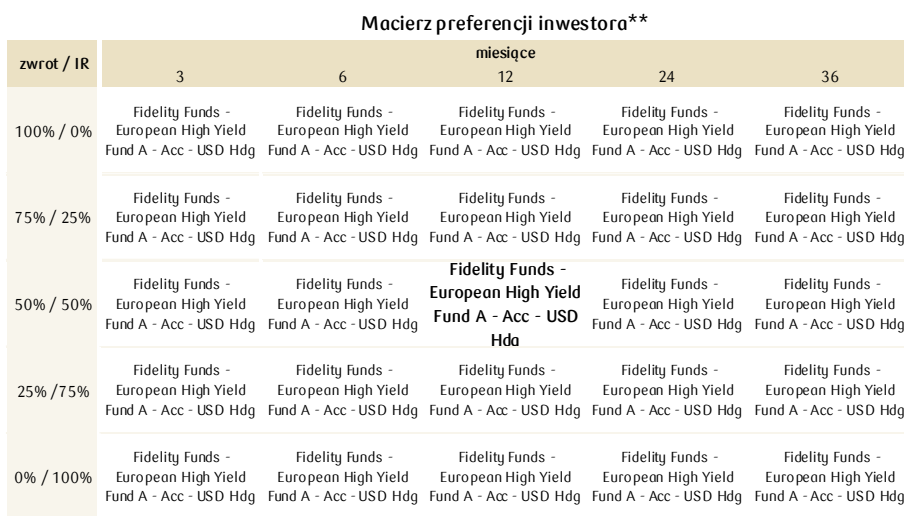 Macierz preferencji inwestora**
zwrot / IR
miesiące
3 6 12 24 36
100% / 0%
Fidelity Funds - Fidelity Funds - Fidelity Funds - Fidelity Funds - Fidelity Funds -
European High Yield European High Yield European High Yield European High Yield European High Yield
Fund A - Acc - USD Hdg Fund A - Acc - USD Hdg Fund A - Acc - USD Hdg Fund A - Acc - USD Hdg Fund A - Acc - USD Hdg
75% / 25%
Fidelity Funds - Fidelity Funds - Fidelity Funds - Fidelity Funds - Fidelity Funds -
European High Yield European High Yield European High Yield European High Yield European High Yield
Fund A - Acc - USD Hdg Fund A - Acc - USD Hdg Fund A - Acc - USD Hdg Fund A - Acc - USD Hdg Fund A - Acc - USD Hdg
50% / 50%
Fidelity Funds -
European High Yield
Fund A - Acc - USD Hdg
Fidelity Funds -
European High Yield
Fund A - Acc - USD Hdg
Fidelity Funds -
European High Yield
Fund A - Acc - USD
Hdg
Fidelity Funds -
European High Yield
Fund A - Acc - USD Hdg
Fidelity Funds -
European High Yield
Fund A - Acc - USD Hdg
25% /75%
Fidelity Funds - Fidelity Funds - Fidelity Funds - Fidelity Funds - Fidelity Funds -
European High Yield European High Yield European High Yield European High Yield European High Yield
Fund A - Acc - USD Hdg Fund A - Acc - USD Hdg Fund A - Acc - USD Hdg Fund A - Acc - USD Hdg Fund A - Acc - USD Hdg
0% / 100%
Fidelity Funds - Fidelity Funds - Fidelity Funds - Fidelity Funds - Fidelity Funds -
European High Yield European High Yield European High Yield European High Yield European High Yield
Fund A - Acc - USD Hdg Fund A - Acc - USD Hdg Fund A - Acc - USD Hdg Fund A - Acc - USD Hdg Fund A - Acc - USD Hdg